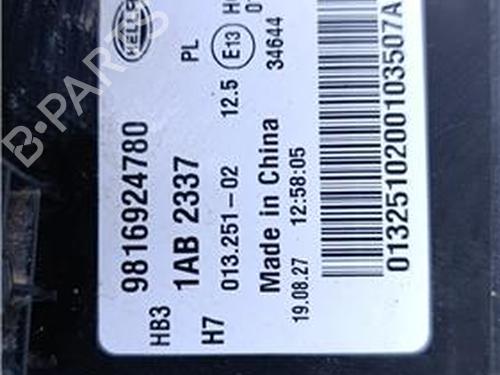 HELLA
PL
E13
34644
12.5
9816924780
1AB 2337
013.251-02
Made in China
19.08.27 12:58:05
HB3
H7
0132510200103507A
B-PARTS